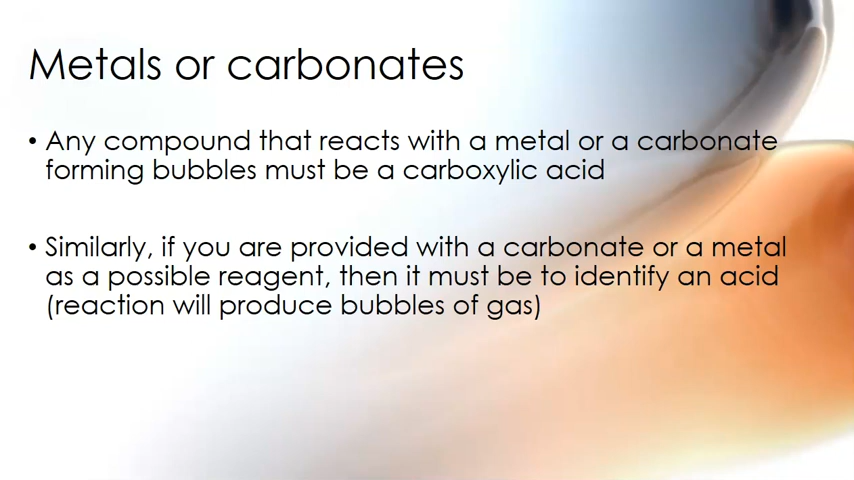 Metals or carbonates
• Any compound that reacts with a metal or a carbonate
forming bubbles must be a carboxylic acid
• Similarly, if you are provided with a carbonate or a metal
as a possible reagent, then it must be to identify an acid
(reaction will produce bubbles of gas)